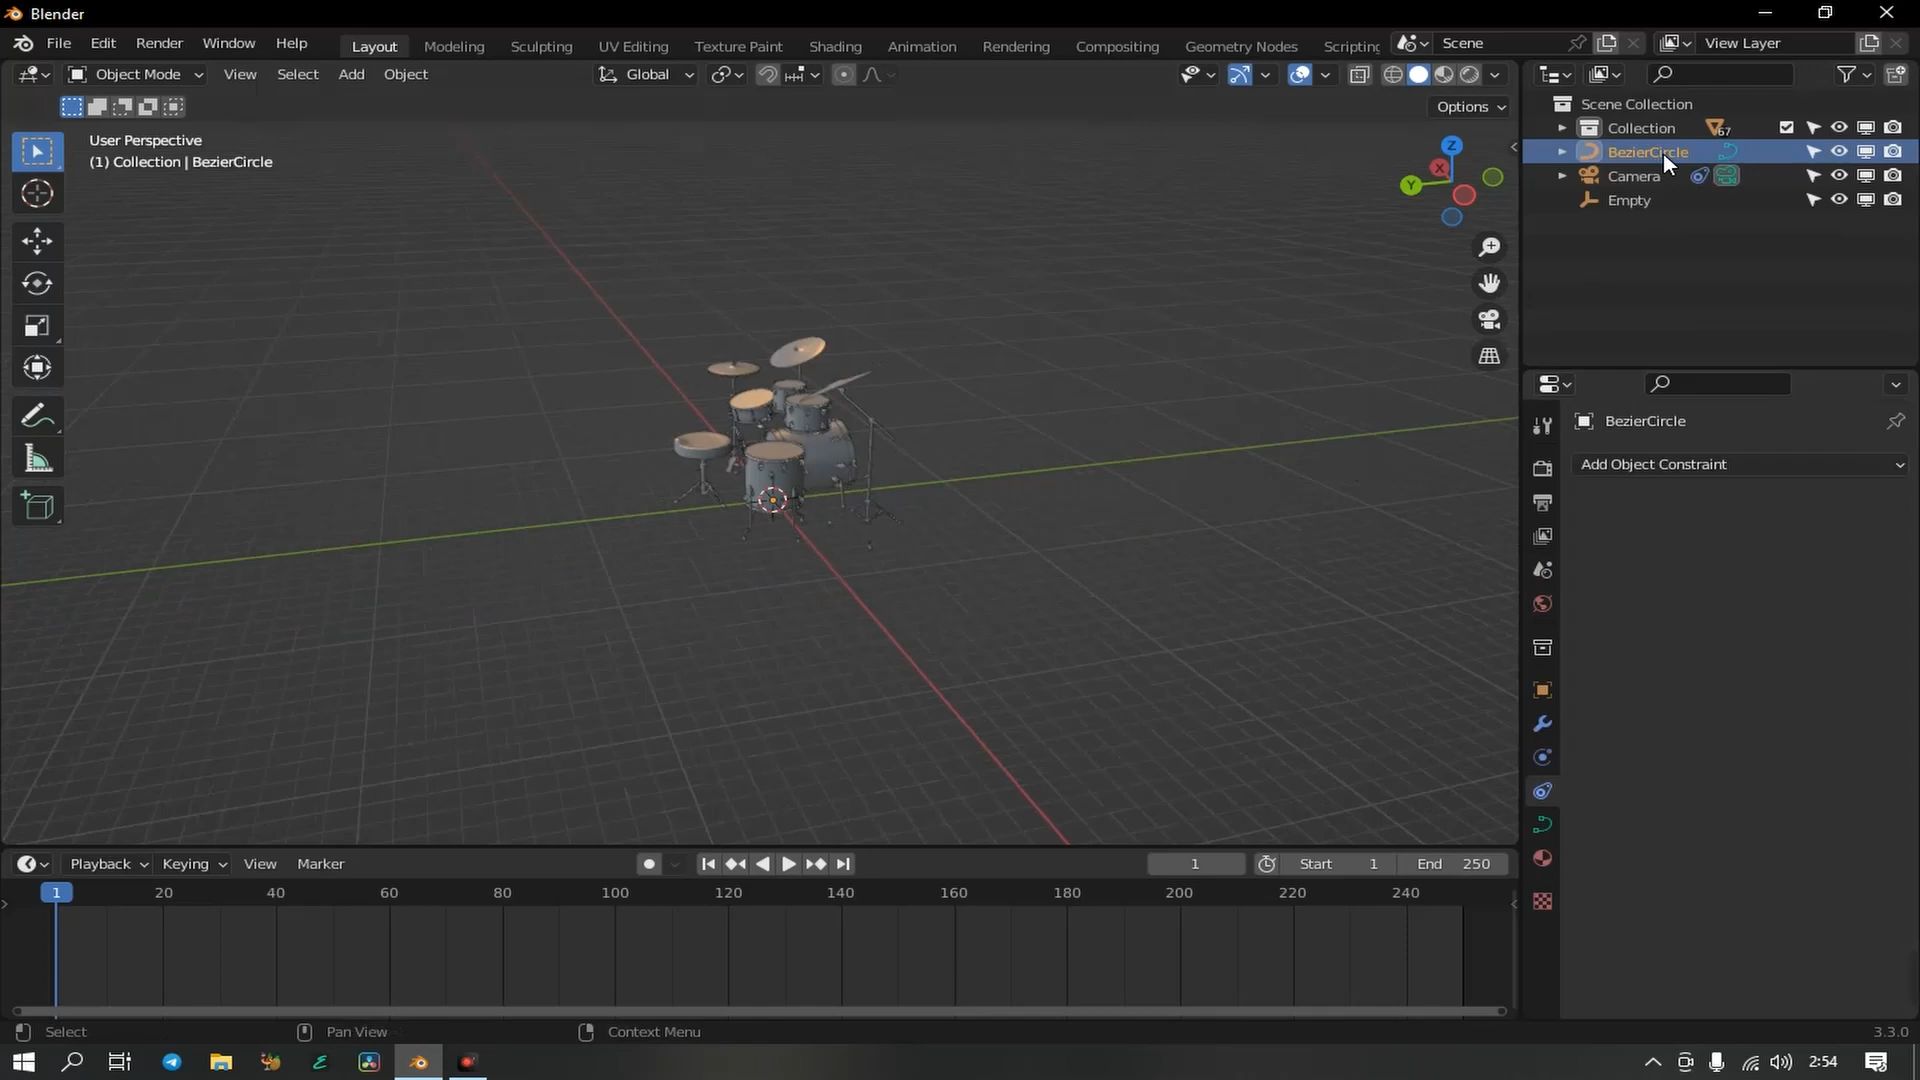 Blender
File Edit Render Window Help Layout Modeling Sculpting UV Editing Texture Paint Shading Animation Rendering Compositing Geometry Nodes Scripting Scene View Layer
Object Mode View Select Add Object Global
Options
User Perspective
(1) Collection | BezierCircle
Z
X
Y
Scene Collection
Collection 67
BezierCircle
Camera
Empty
BezierCircle
Add Object Constraint
Playback Keying View Marker 1 Start 1 End 250
1 20 40 60 80 100 120 140 160 180 200 220 240
Select Pan View Context Menu 3.3.0
2:54